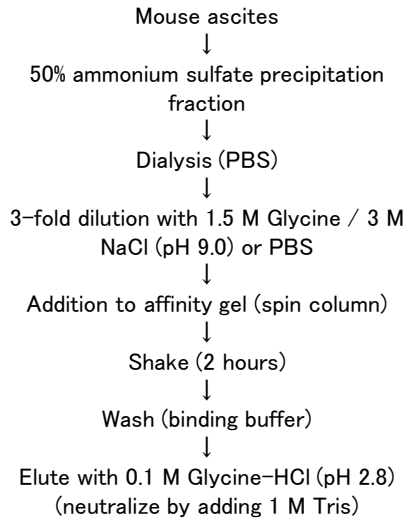 Mouse ascites
↓
50% ammonium sulfate precipitation
fraction
↓
Dialysis (PBS)
↓
3-fold dilution with 1.5 M Glycine / 3 M
NaCl (pH 9.0) or PBS
↓
Addition to affinity gel (spin column)
↓
Shake (2 hours)
↓
Wash (binding buffer)
↓
Elute with 0.1 M Glycine-HCl (pH 2.8)
(neutralize by adding 1 M Tris)